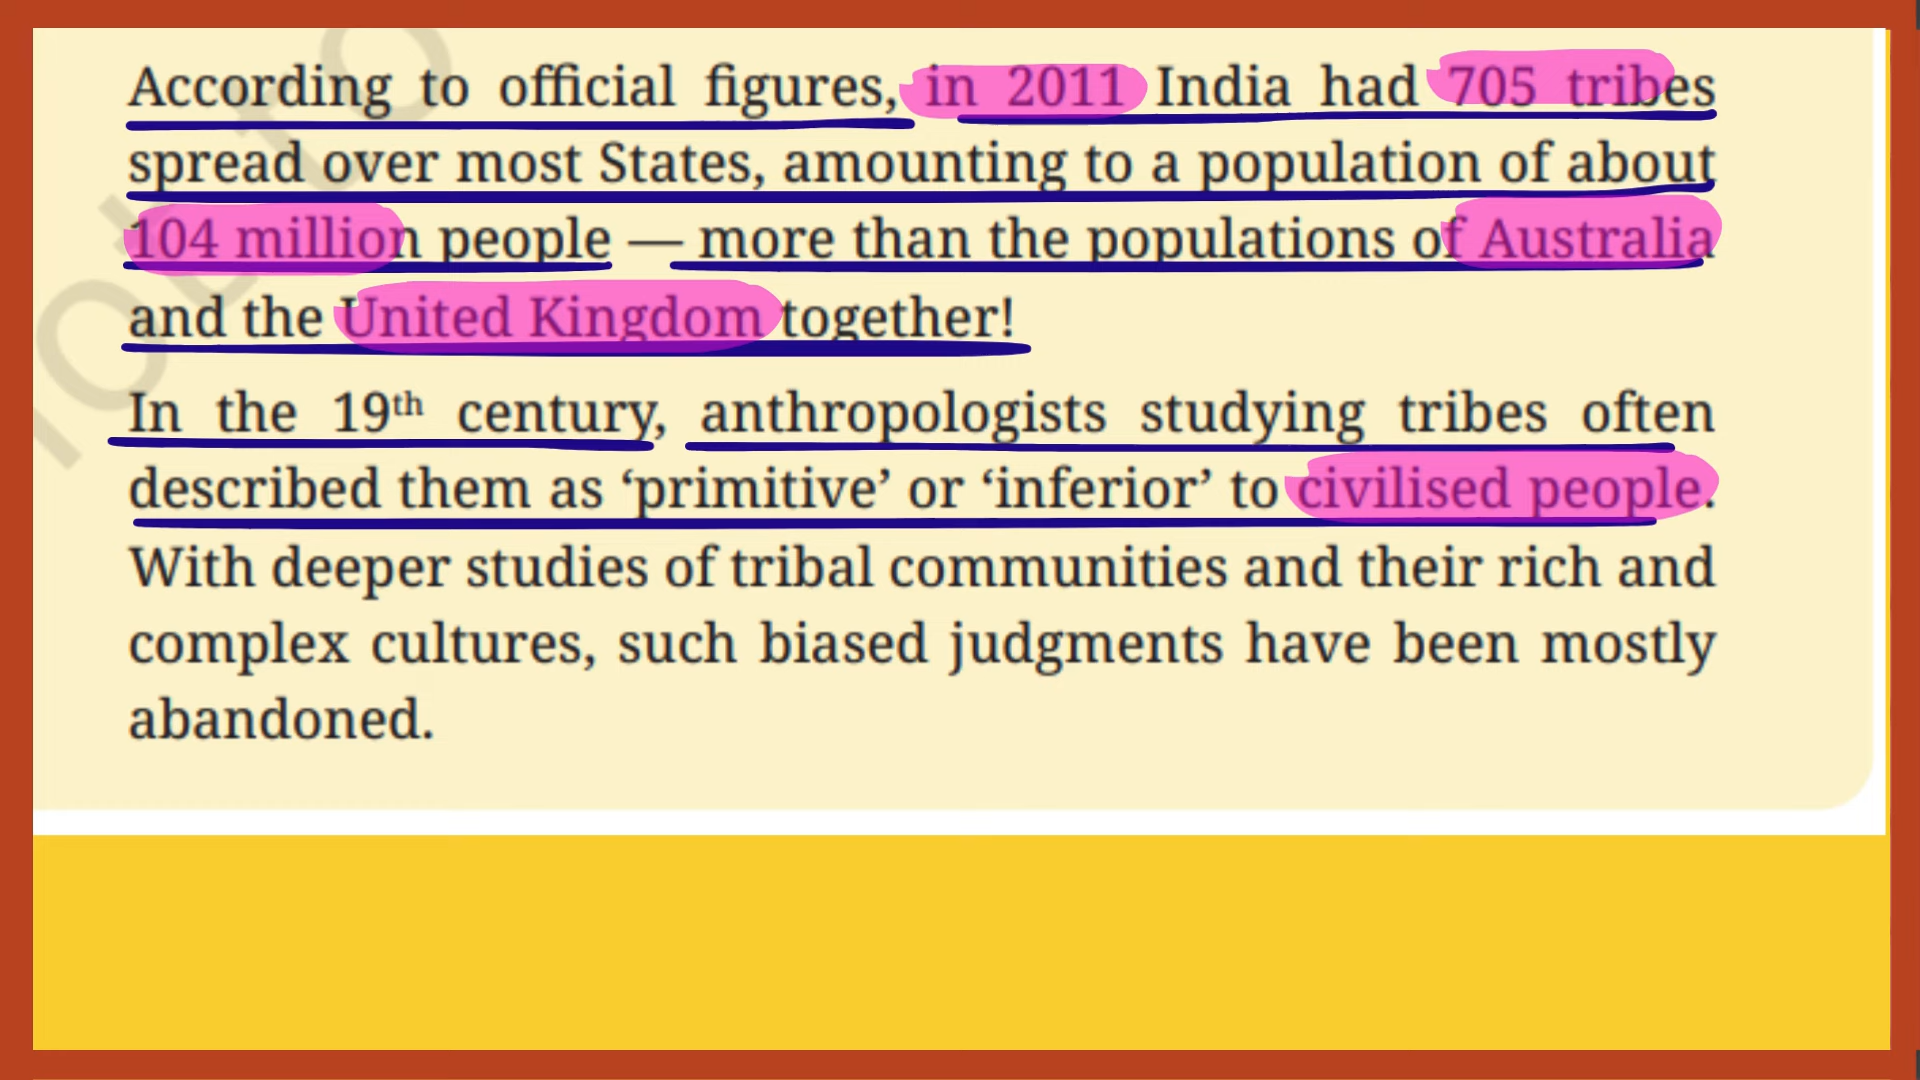 According to official figures, in 2011 India had 705 tribes
spread over most States, amounting to a population of about
104 million people — more than the populations of Australia
and the United Kingdom together!
In the 19th century, anthropologists studying tribes often
described them as ‘primitive’ or ‘inferior’ to civilised people.
With deeper studies of tribal communities and their rich and
complex cultures, such biased judgments have been mostly
abandoned.